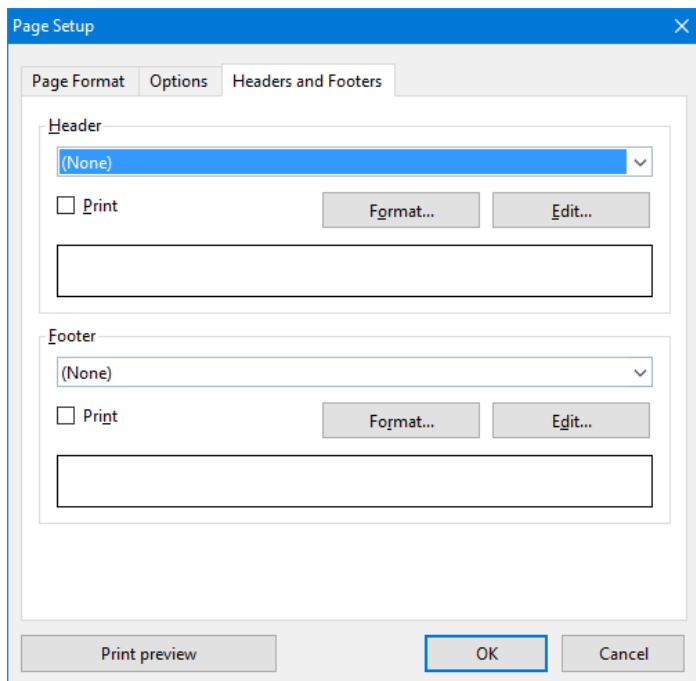 Page Setup
Page Format Options Headers and Footers
Header
(None)
Print Format... Edit...
Footer
(None)
Print Format... Edit...
Print preview OK Cancel